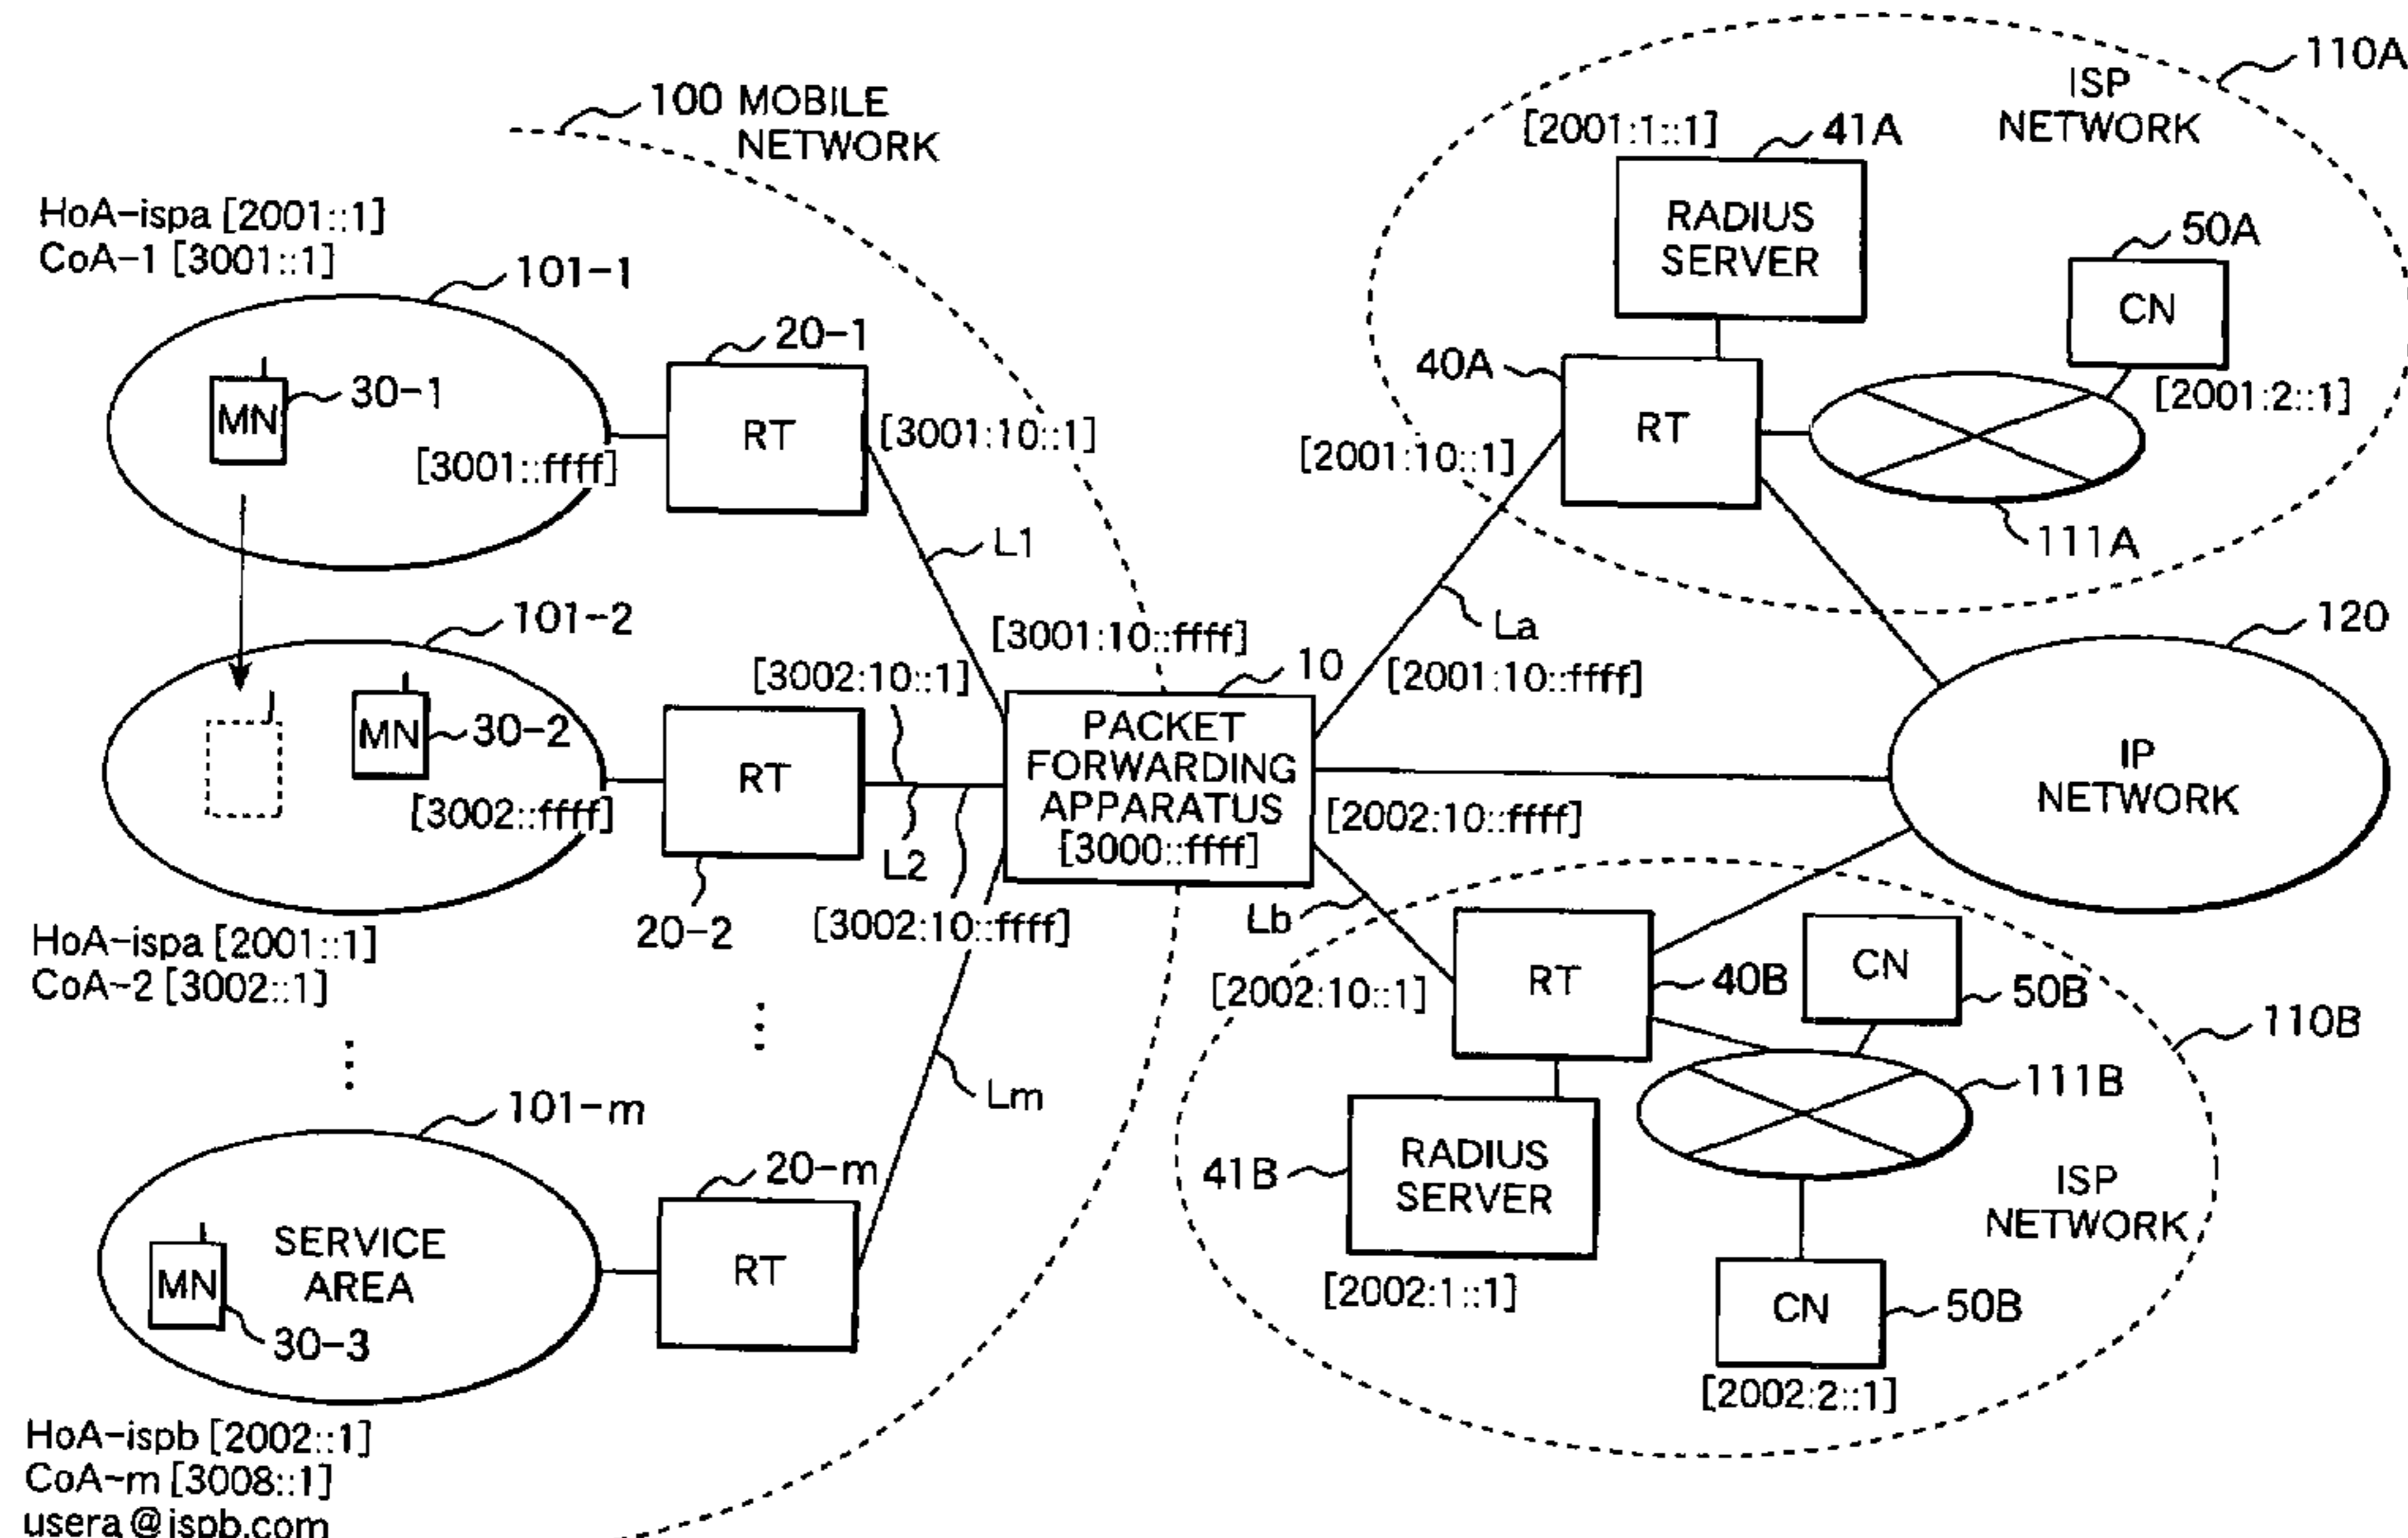 100 MOBILE
NETWORK
110A
ISP
NETWORK
[2001:1::1]
41A
RADIUS
SERVER
50A
CN
[2001:2::1]
40A
RT
[2001:10::1]
111A
HoA-ispa [2001::1]
CoA-1 [3001::1]
101-1
MN
30-1
[3001::ffff]
20-1
RT
[3001:10::1]
L1
[3001:10::ffff]
La
[2001:10::ffff]
10
PACKET
FORWARDING
APPARATUS
[3000::ffff]
120
IP
NETWORK
101-2
MN
30-2
[3002::ffff]
[3002:10::1]
RT
20-2
L2
[3002:10::ffff]
HoA-ispa [2001::1]
CoA-2 [3002::1]
[2002:10::ffff]
Lb
[2002:10::1]
RT
40B
CN
50B
110B
111B
41B
RADIUS
SERVER
[2002:1::1]
ISP
NETWORK
CN
50B
[2002:2::1]
Lm
101-m
SERVICE
AREA
MN
30-3
20-m
RT
HoA-ispb [2002::1]
CoA-m [3008::1]
usera@ispb.com